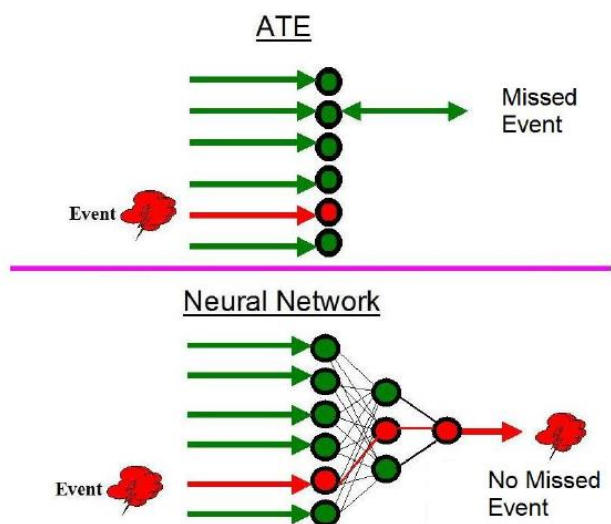 ATE
Missed
Event
Event
Neural Network
Event
No Missed
Event